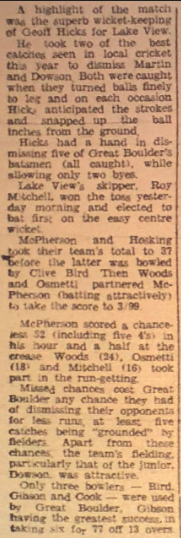 A highlight of the match
was the superb wicket-keeping
of Geoff Hicks for Lake View.
He took two of the best
catches seen in local cricket
this year to dismiss Martin
and Dowson. Both were caught
when they turned balls finely
to leg and on each occasion
Hicks anticipated the strokes
and snapped up the ball
inches from the ground.
Hicks had a hand in dis-
missing five of Great Boulder's
batsmen (all caught), while
allowing only two byes.
Lake View's skipper, Roy
Mitchell, won the toss yester-
day morning and elected to
bat first on the easy centre
wicket.
McPherson and Hosking
took their team's total to 37
before the latter was bowled
by Clive Bird. Then Woods
and Osmetti partnered Mc-
Pherson (batting attractively)
to take the score to 3/99.
McPherson scored a chance-
less 52 (including five 4's) in
his hour and a half at the
crease. Woods (24), Osmetti
(18) and Mitchell (16) took
part in the run-getting.
Missed chances cost Great
Boulder any chance they had
of dismissing their opponents
for less runs, at least five
catches being "grounded" by
fielders. Apart from these
chances, the team's fielding,
particularly that of the junior,
Dowson, was attractive.
Only three bowlers — Bird,
Gibson and Cook — were used
by Great Boulder, Gibson
having the greatest success, in
taking six for 77 off 13 overs